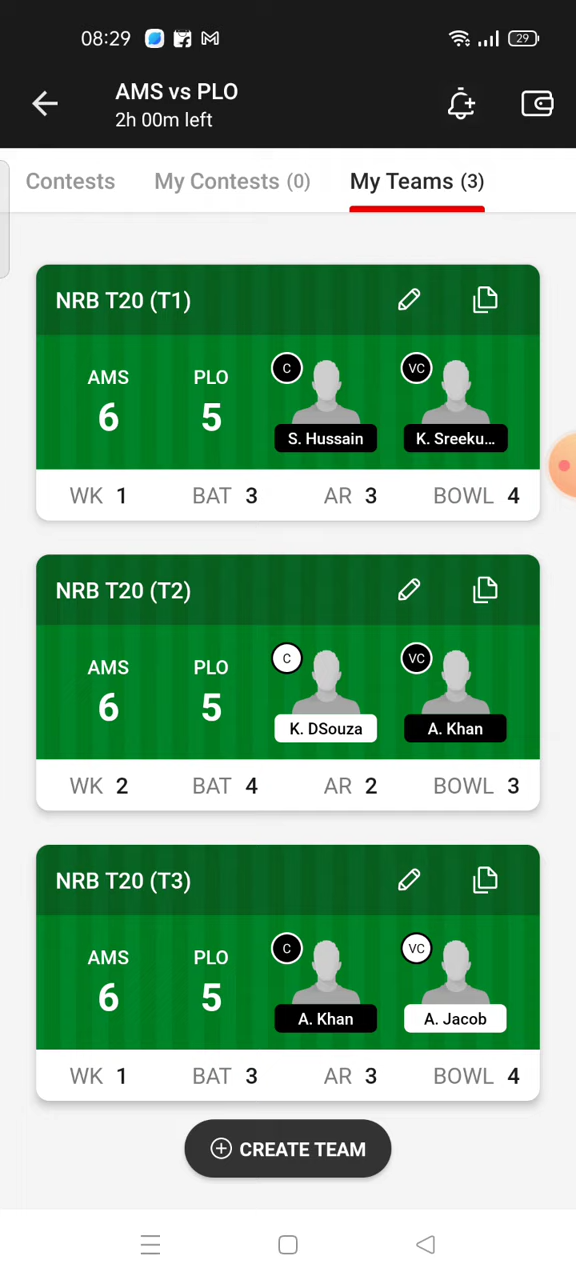 08:29 29
AMS vs PLO
2h 00m left
Contests My Contests (0) My Teams (3)
NRB T20 (T1)
AMS PLO C VC
6 5
S. Hussain K. Sreeku...
WK 1 BAT 3 AR 3 BOWL 4
NRB T20 (T2)
AMS PLO C VC
6 5
K. DSouza A. Khan
WK 2 BAT 4 AR 2 BOWL 3
NRB T20 (T3)
AMS PLO C VC
6 5
A. Khan A. Jacob
WK 1 BAT 3 AR 3 BOWL 4
CREATE TEAM